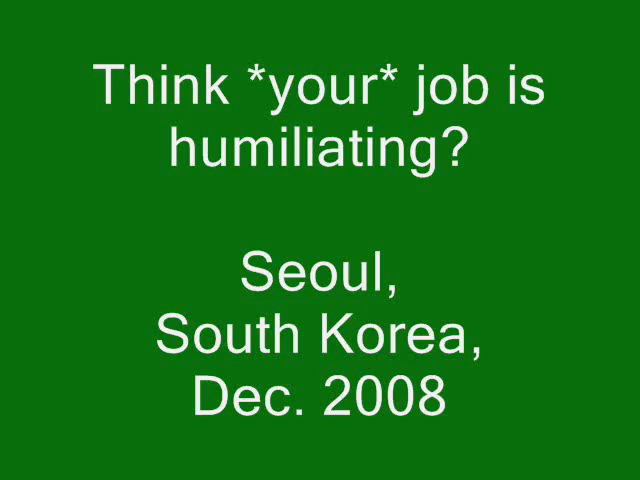 Think *your* job is
humiliating?
Seoul,
South Korea,
Dec. 2008